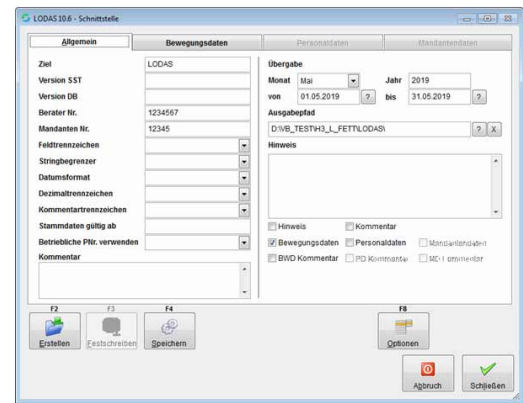 LODAS 10.6 - Schnittstelle
Allgemein
Bewegungsdaten
Personaldaten
Mandantendaten
Ziel
LODAS
Version SST
Version DB
Berater Nr.
1234567
Mandanten Nr.
12345
Feldtrennzeichen
Stringbegrenzer
Datumsformat
Dezimaltrennzeichen
Kommentartrennzeichen
Stammdaten gültig ab
Betriebliche PNr. verwenden
Kommentar
Übergabe
Monat Mai Jahr 2019
von 01.05.2019 ? bis 31.05.2019 ?
Ausgabepfad
D:\VB_TEST\H3_L_FETT\LODAS\ ? X
Hinweis
Hinweis Kommentar
Bewegungsdaten Personaldaten Mandantendaten
BWD Kommentar PD Kommentar MD Kommentar
F2 F3 F4 F8
Erstellen Festschreiben Speichern Optionen
Abbruch Schließen